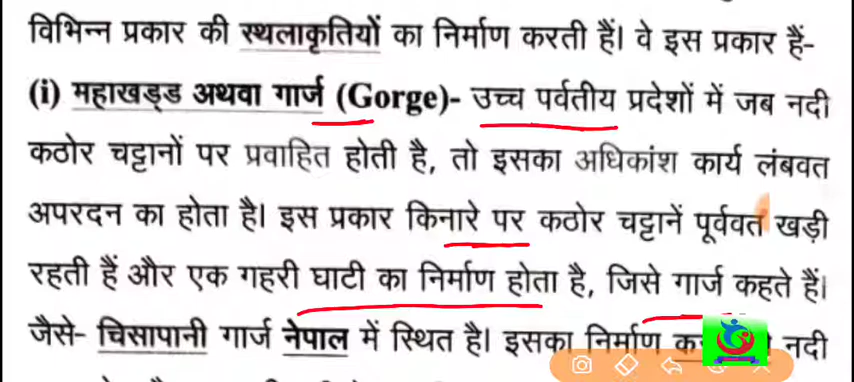 विभिन्न प्रकार की स्थलाकृतियों का निर्माण करती हैं। वे इस प्रकार हैं-
(i) महाखड्ड अथवा गार्ज (Gorge)- उच्च पर्वतीय प्रदेशों में जब नदी
कठोर चट्टानों पर प्रवाहित होती है, तो इसका अधिकांश कार्य लंबवत
अपरदन का होता है। इस प्रकार किनारे पर कठोर चट्टानें पूर्ववत खड़ी
रहती हैं और एक गहरी घाटी का निर्माण होता है, जिसे गार्ज कहते हैं।
जैसे- चिसापानी गार्ज नेपाल में स्थित है। इसका निर्माण नदी